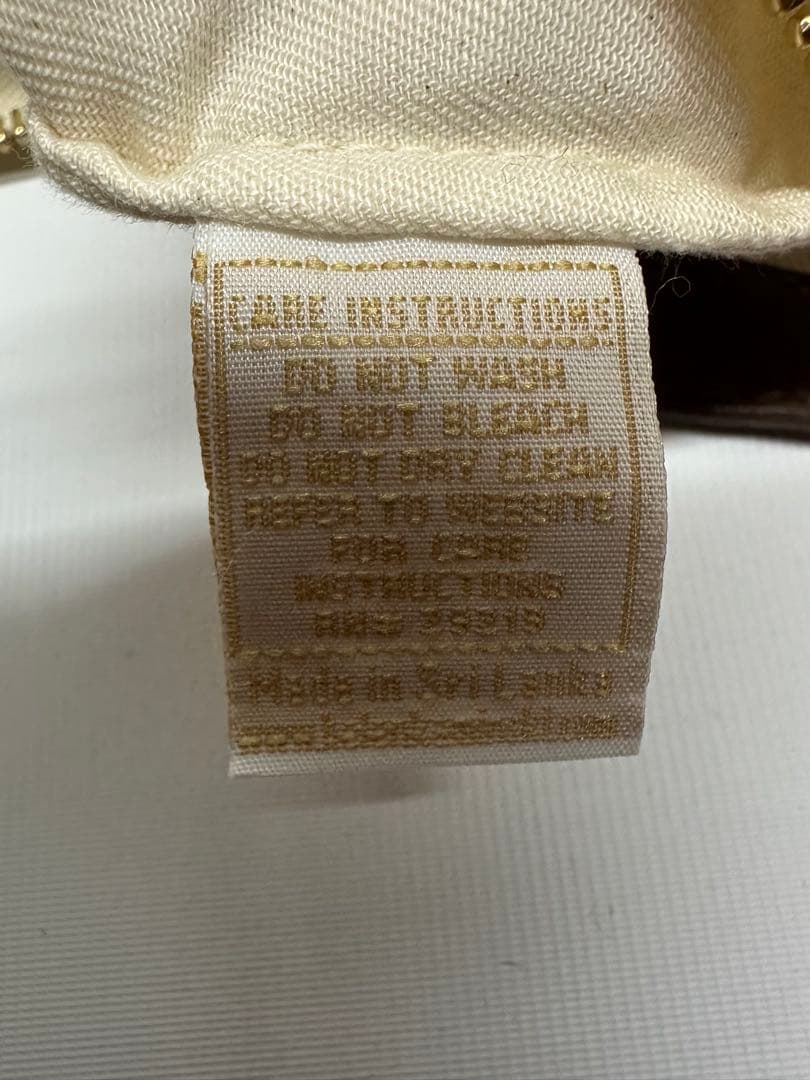 CARE INSTRUCTIONS
DO NOT WASH
DO NOT BLEACH
DO NOT DRY CLEAN
REFER TO WEBSITE
FOR CARE
INSTRUCTIONS
Made in Sri Lanka